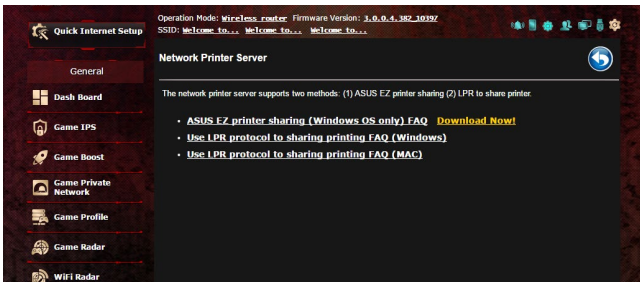 Quick Internet Setup
General
Dash Board
Game IPS
Game Boost
Game Private
Network
Game Profile
Game Radar
WiFi Radar
Operation Mode: Wireless router Firmware Version: 3.0.0.4.382_10397
SSID: Welcome to... Welcome to... Welcome to...
Network Printer Server
The network printer server supports two methods: (1) ASUS EZ printer sharing (2) LPR to share printer.
• ASUS EZ printer sharing (Windows OS only) FAQ Download Now!
• Use LPR protocol to sharing printing FAQ (Windows)
• Use LPR protocol to sharing printing FAQ (MAC)